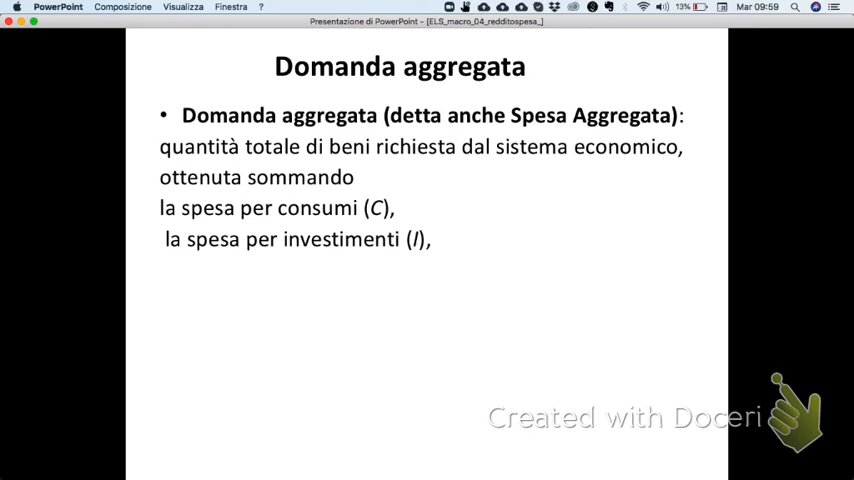 PowerPoint Composizione Visualizza Finestra ? 13% Mar 09:59
Presentazione di PowerPoint - [ELS_macro_04_redditospesa_]
Domanda aggregata
• Domanda aggregata (detta anche Spesa Aggregata):
quantità totale di beni richiesta dal sistema economico,
ottenuta sommando
la spesa per consumi (C),
la spesa per investimenti (I),
Created with Doceri